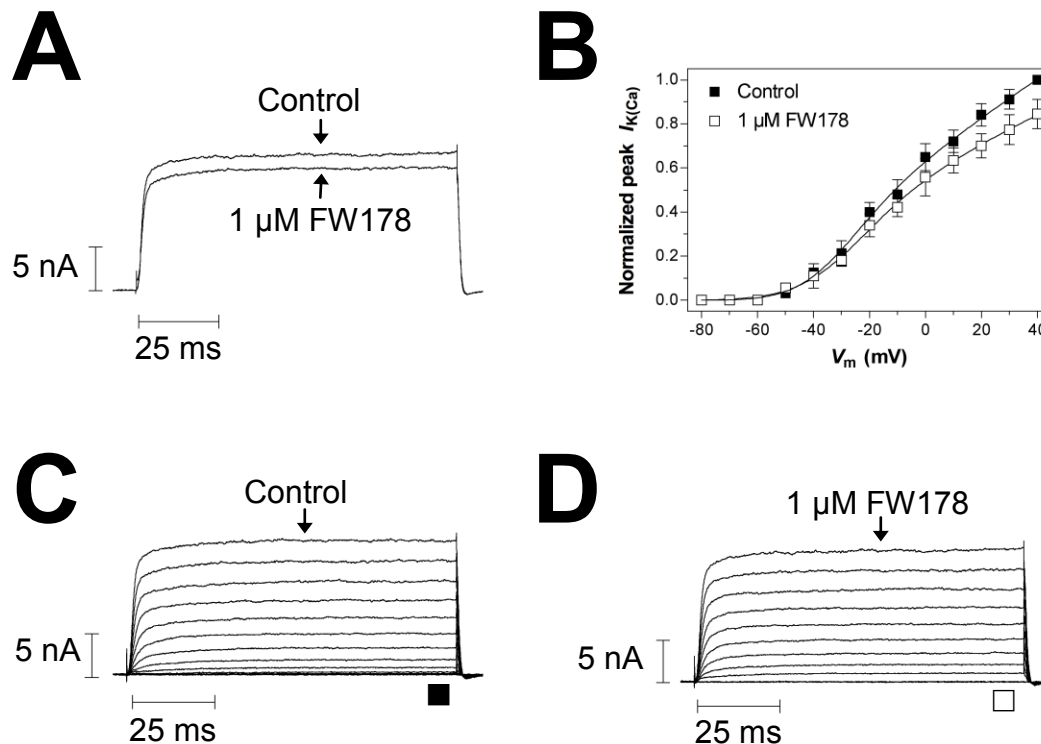 A
Control
1 µM FW178
5 nA
25 ms
B
Normalized peak I K(Ca)
Control
1 µM FW178
1.0
0.8
0.6
0.4
0.2
0.0
-80 -60 -40 -20 0 20 40
Vm (mV)
C
Control
5 nA
25 ms
D
1 µM FW178
5 nA
25 ms